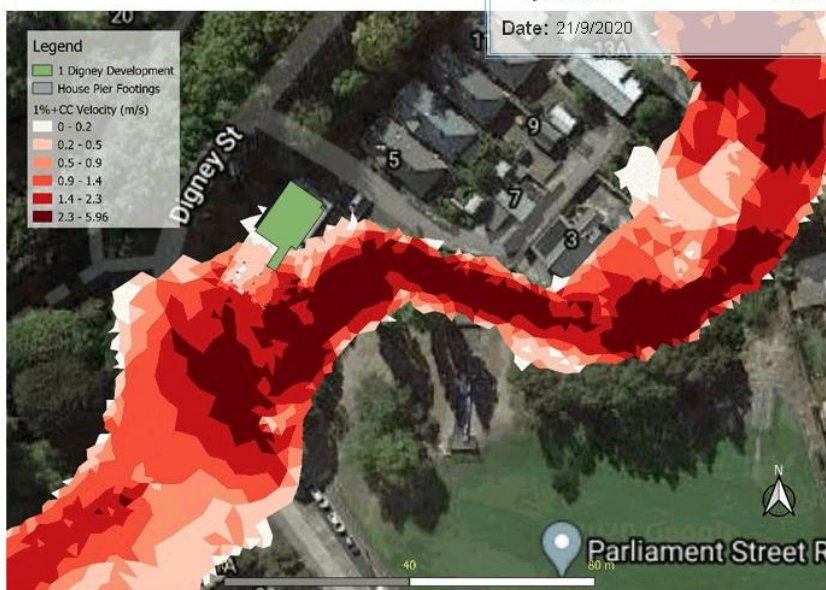 20
Date: 21/9/2020
Legend
1 Digney Development
House Pier Footings
1%+CC Velocity (m/s)
0 - 0.2
0.2 - 0.5
0.5 - 0.9
0.9 - 1.4
1.4 - 2.3
2.3 - 5.96
13A
Digney St
9
5
7
3
N
Google
Parliament Street R
40
80 m